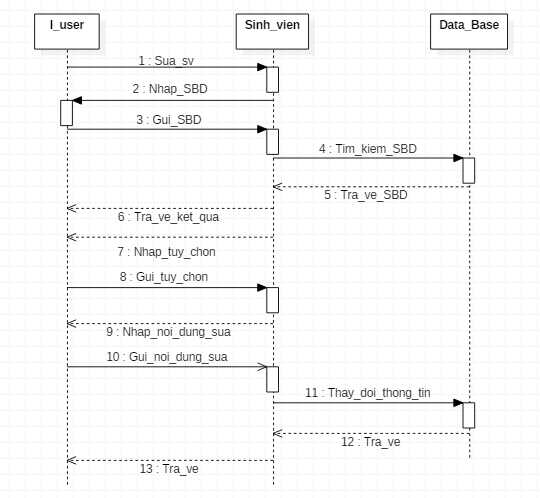 I_user
Sinh_vien
Data_Base
1 : Sua_sv
2 : Nhap_SBD
3 : Gui_SBD
4 : Tim_kiem_SBD
5 : Tra_ve_SBD
6 : Tra_ve_ket_qua
7 : Nhap_tuy_chon
8 : Gui_tuy_chon
9 : Nhap_noi_dung_sua
10 : Gui_noi_dung_sua
11 : Thay_doi_thong_tin
12 : Tra_ve
13 : Tra_ve